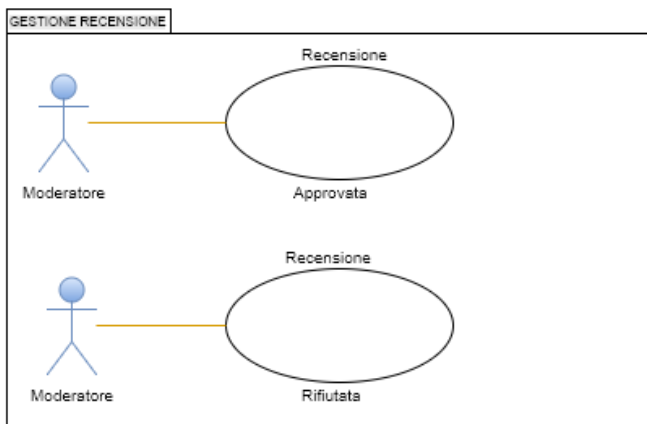 GESTIONE RECENSIONE
Recensione
Moderatore
Approvata
Recensione
Moderatore
Rifiutata